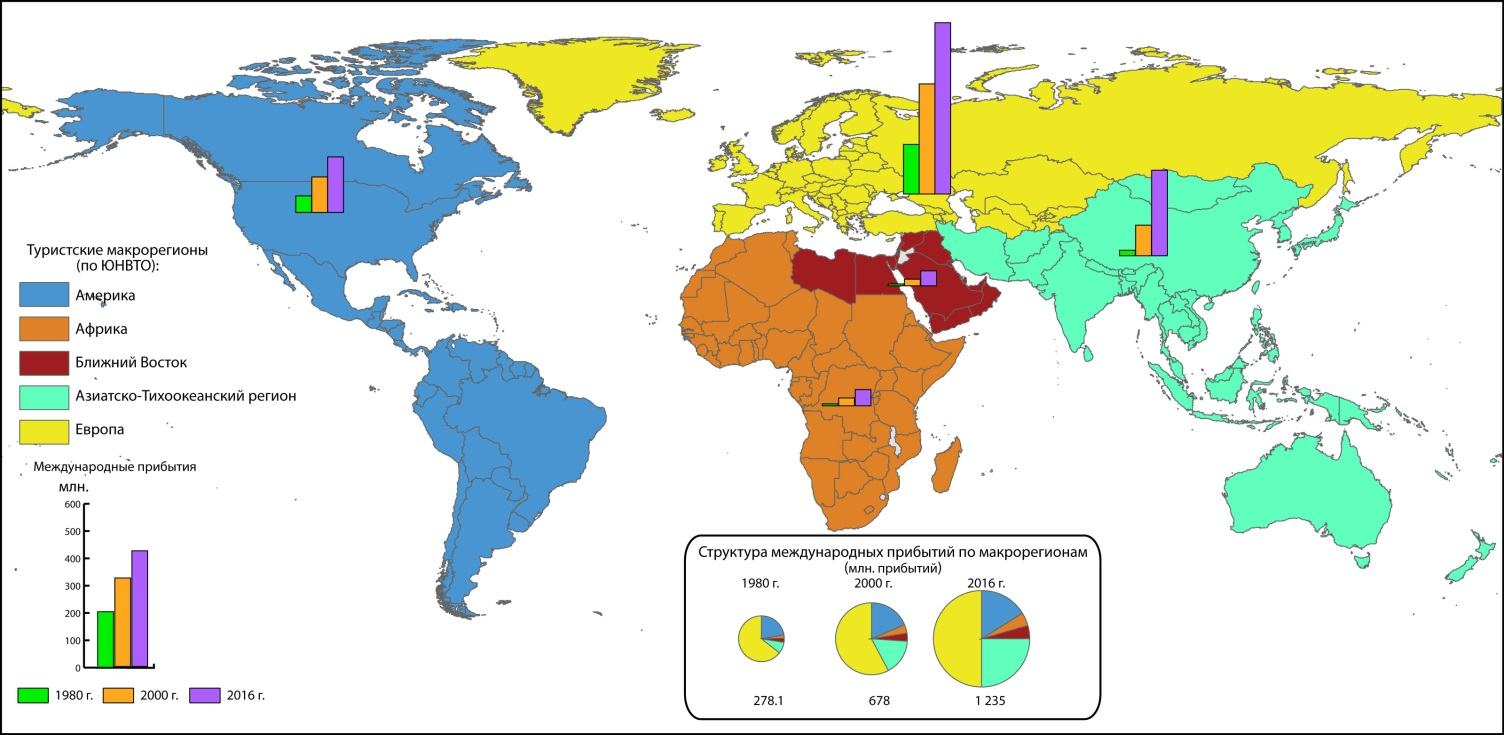 Туристские макрорегионы
(по ЮНВТО):
Америка
Африка
Ближний Восток
Азиатско-Тихоокеанский регион
Европа
Международные прибытия
млн.
600
500
400
300
200
100
0
1980 г.
2000 г.
2016 г.
Структура международных прибытий по макрорегионам
(млн. прибытий)
1980 г.
2000 г.
2016 г.
278.1
678
1 235